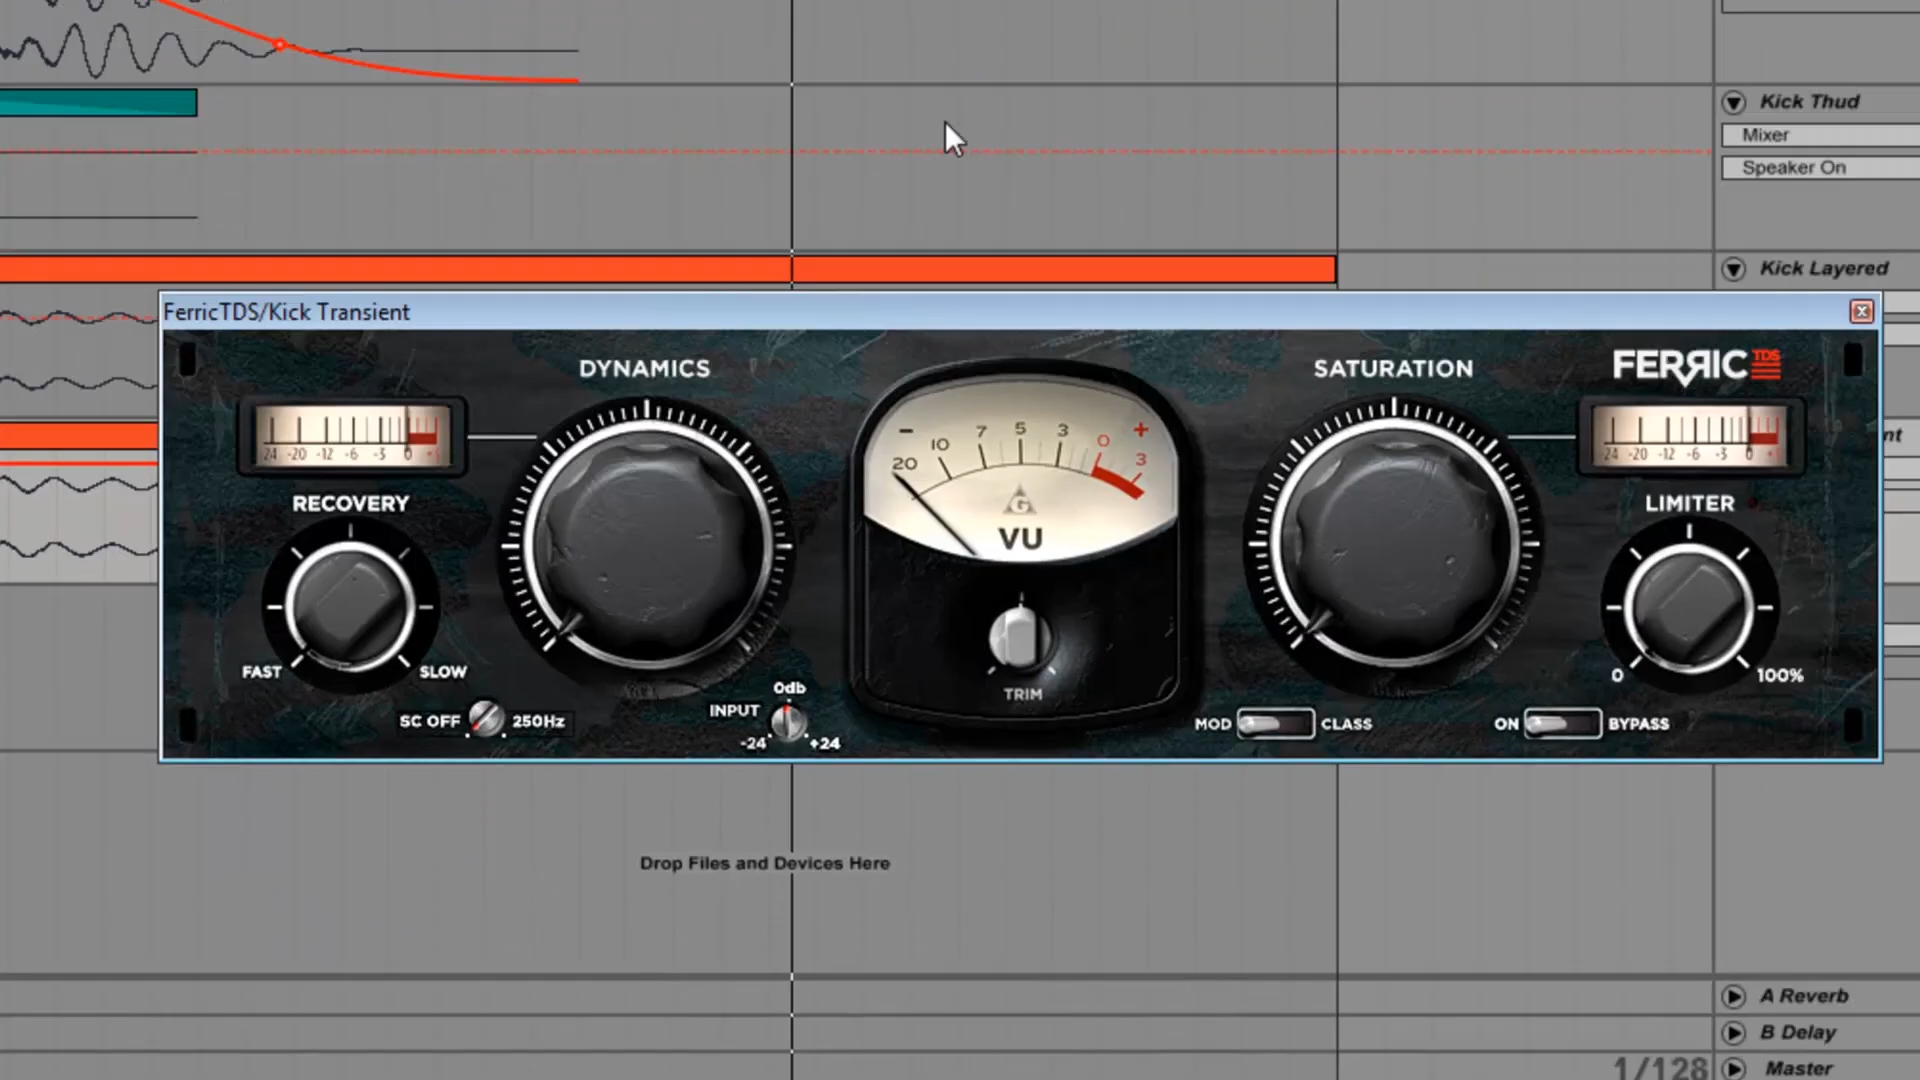 Kick Thud
Mixer
Speaker On
Kick Layered
FerricTDS/Kick Transient
DYNAMICS
SATURATION
FERRIC TDS
24 -20 -12 -6 -3 0
- 20 10 7 5 3 0 3 +
24 -20 -12 -6 -3 0 +
nt
RECOVERY
LIMITER
VU
FAST
SLOW
0
100%
TRIM
SC OFF
250Hz
INPUT
0db
-24
+24
MOD
CLASS
ON
BYPASS
Drop Files and Devices Here
A Reverb
B Delay
1/128
Master